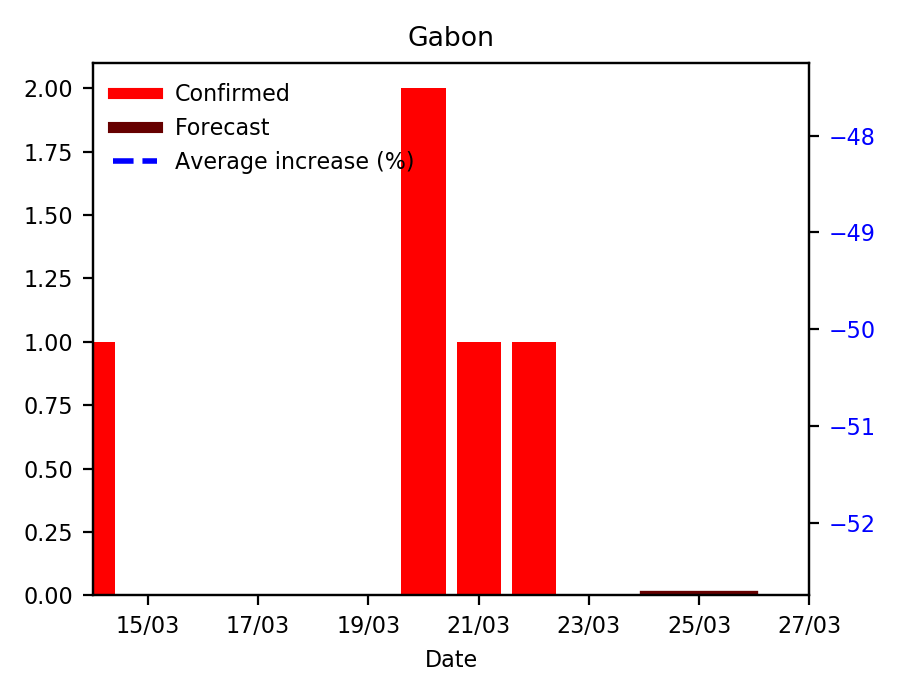 Gabon
Confirmed
Forecast
Average increase (%)
2.00
1.75
1.50
1.25
1.00
0.75
0.50
0.25
0.00
−48
−49
−50
−51
−52
15/03 17/03 19/03 21/03 23/03 25/03 27/03
Date